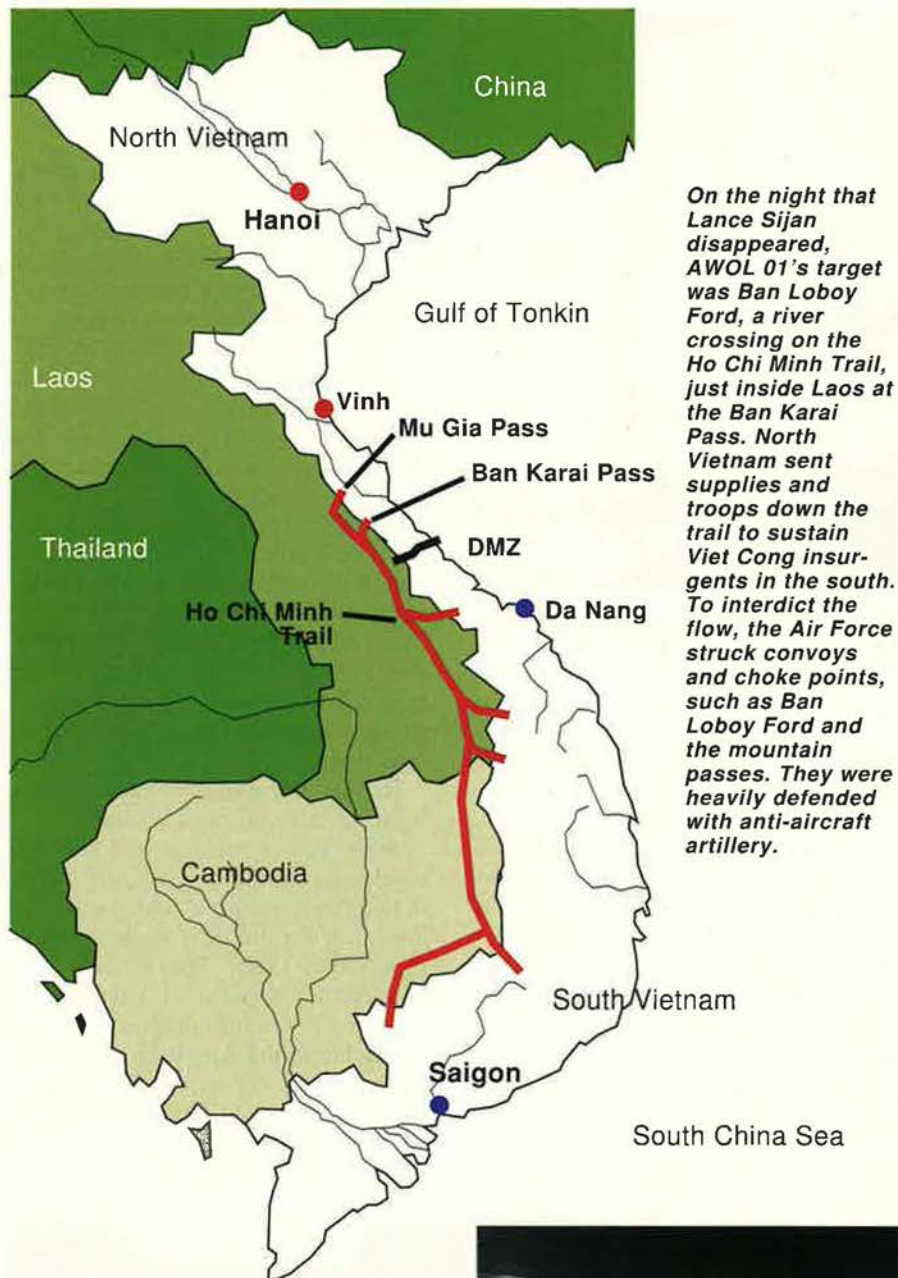 China
North Vietnam
Hanoi
Gulf of Tonkin
Laos
Vinh
Mu Gia Pass
Ban Karai Pass
Thailand
DMZ
Ho Chi Minh
Trail
Da Nang
Cambodia
South Vietnam
Saigon
South China Sea
On the night that
Lance Sijan
disappeared,
AWOL 01's target
was Ban Loboy
Ford, a river
crossing on the
Ho Chi Minh Trail,
just inside Laos at
the Ban Karai
Pass. North
Vietnam sent
supplies and
troops down the
trail to sustain
Viet Cong insur-
gents in the south.
To interdict the
flow, the Air Force
struck convoys
and choke points,
such as Ban
Loboy Ford and
the mountain
passes. They were
heavily defended
with anti-aircraft
artillery.